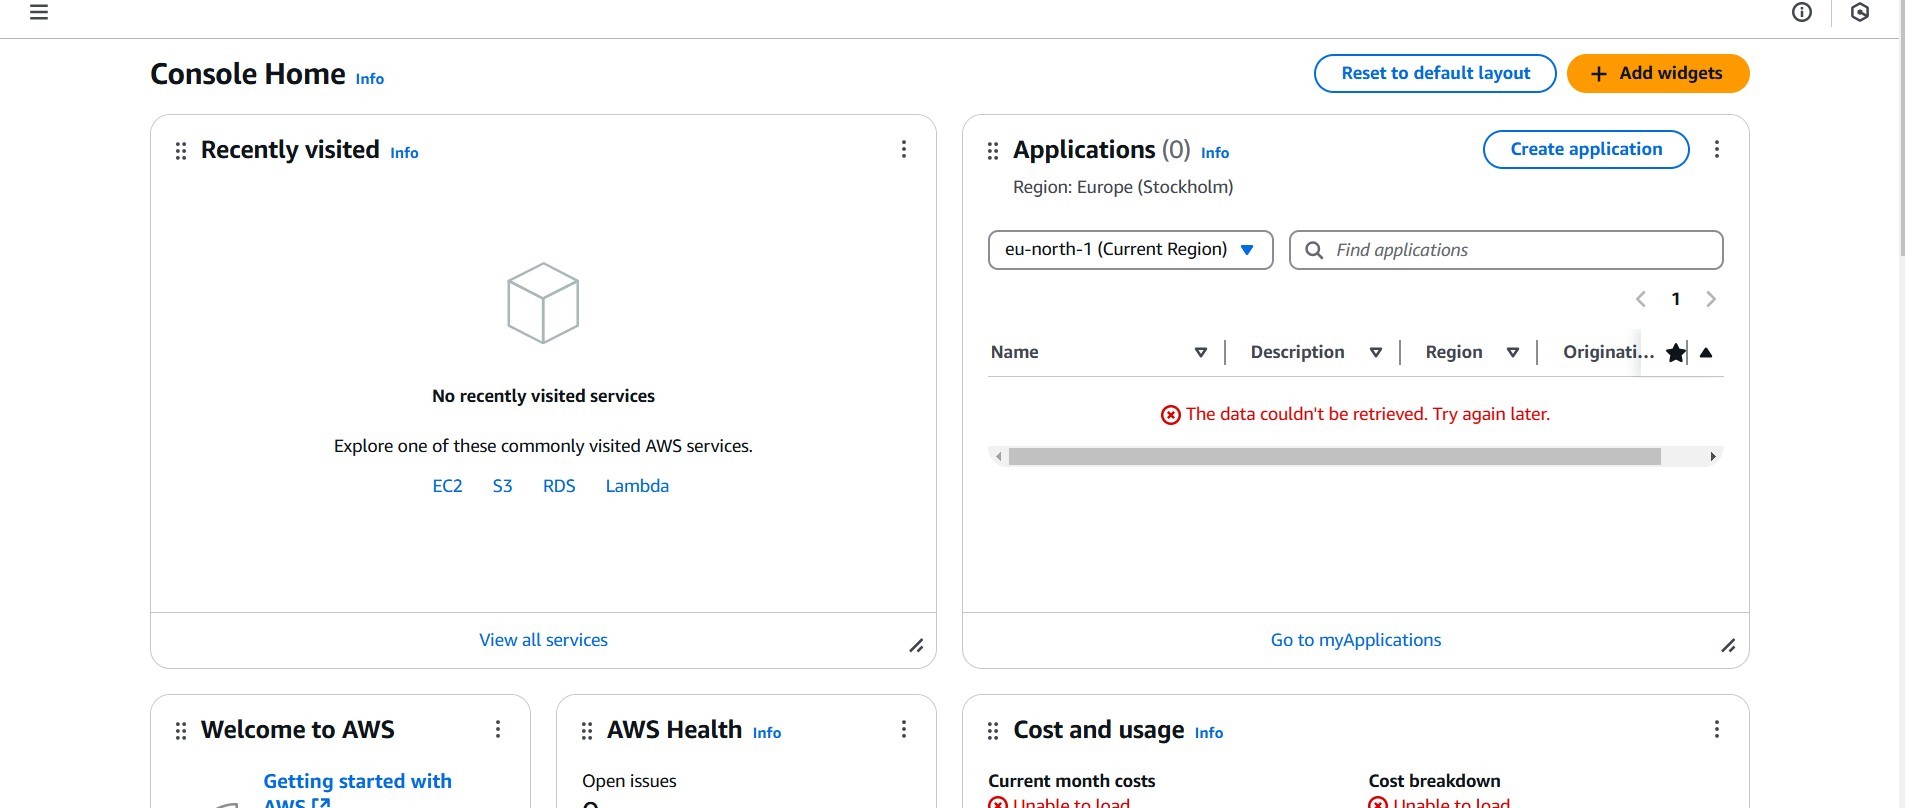 Console Home Info
Reset to default layout
+ Add widgets
Recently visited Info
No recently visited services
Explore one of these commonly visited AWS services.
EC2 S3 RDS Lambda
View all services
Applications (0) Info
Create application
Region: Europe (Stockholm)
eu-north-1 (Current Region)
Find applications
1
Name Description Region Originati...
The data couldn't be retrieved. Try again later.
Go to myApplications
Welcome to AWS
Getting started with
AWS
AWS Health Info
Open issues
0
Cost and usage Info
Current month costs
Unable to load
Cost breakdown
Unable to load